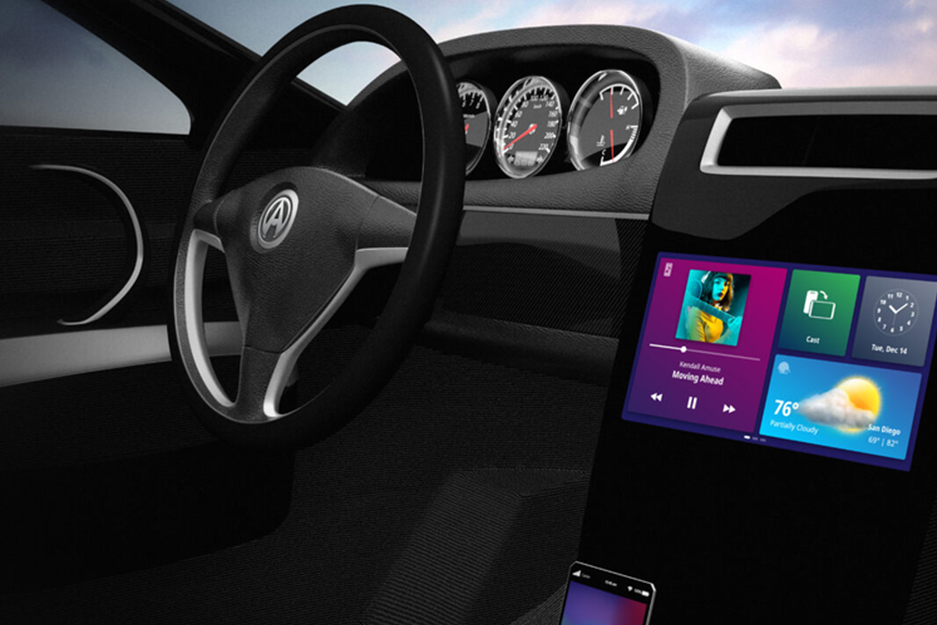 Kendall Amuse
Moving Ahead
Cast
Tue, Dec 14
76°
Partially Cloudy
San Diego
69° | 82°